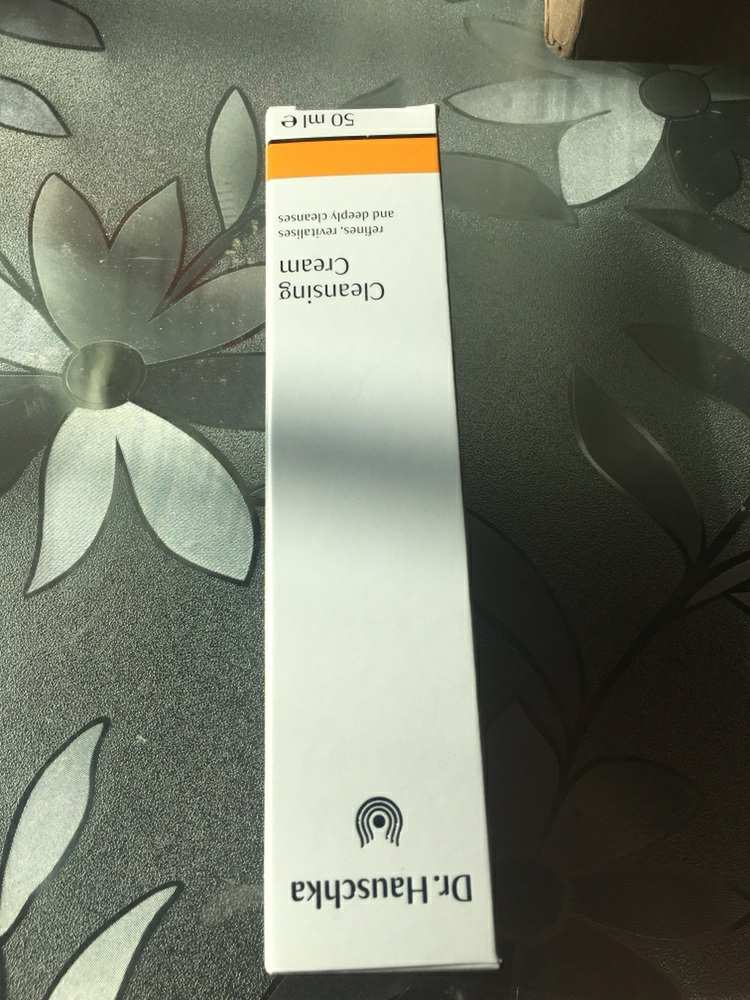 Dr.Hauschka
Cleansing
Cream
refines, revitalises
and deeply cleanses
50 ml e